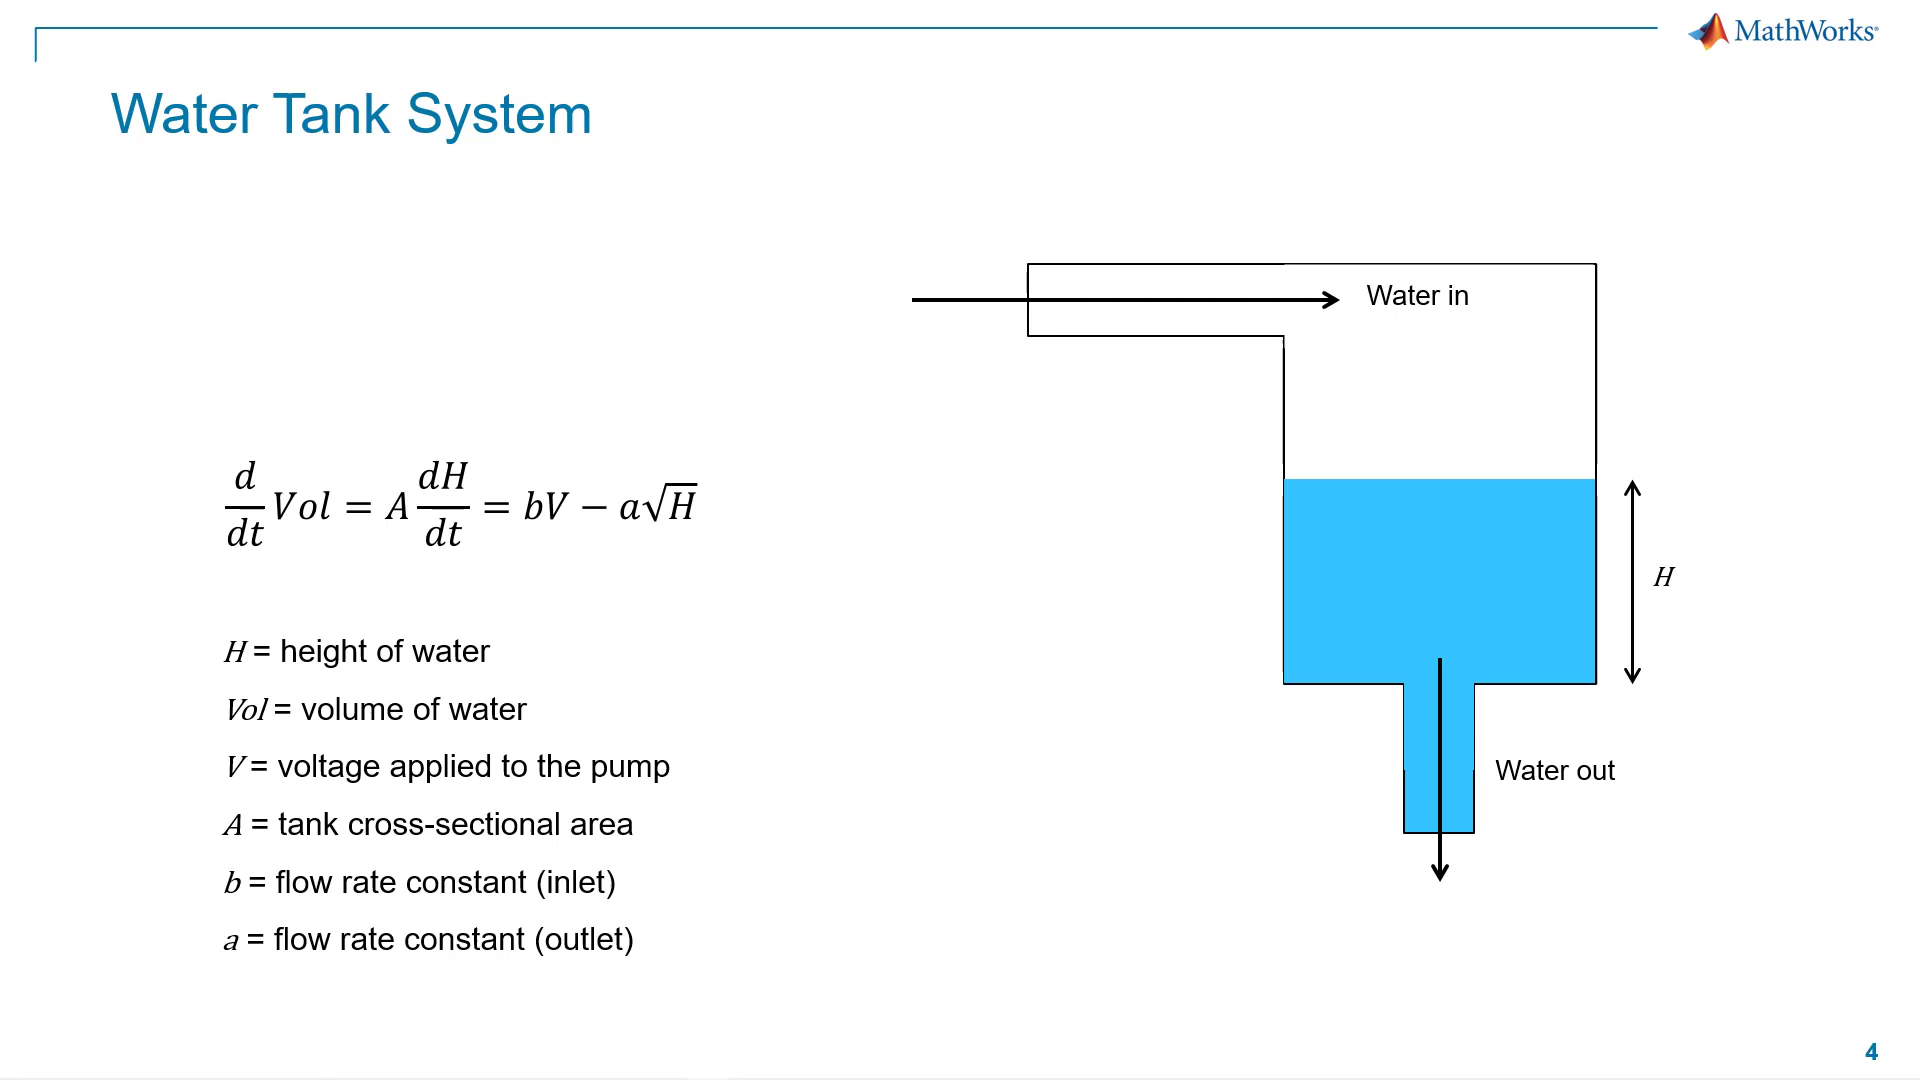 MathWorks®
Water Tank System
Water in
d/dt Vol = A dH/dt = bV − a√H
H
H = height of water
Vol = volume of water
V = voltage applied to the pump
Water out
A = tank cross-sectional area
b = flow rate constant (inlet)
a = flow rate constant (outlet)
4